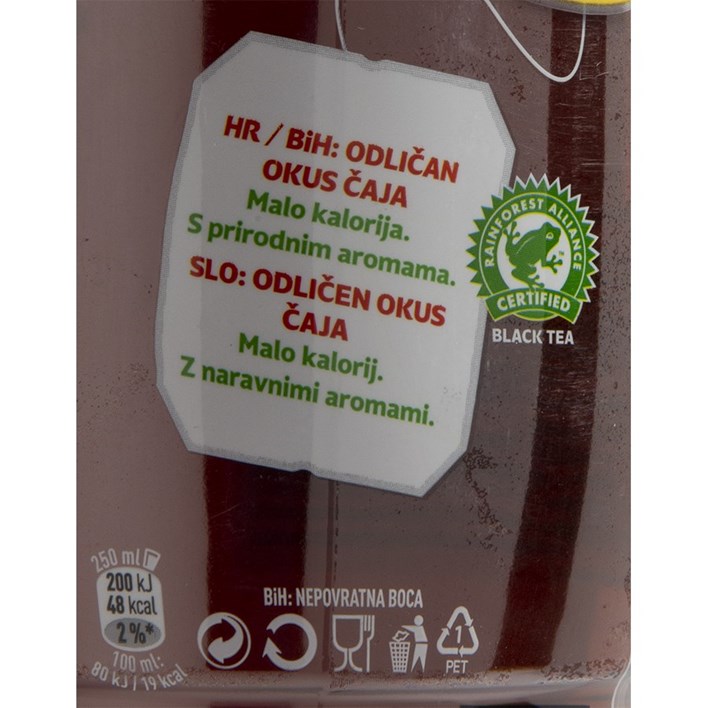 HR / BiH: ODLIČAN
OKUS ČAJA
Malo kalorija.
S prirodnim aromama.
SLO: ODLIČEN OKUS
ČAJA
Malo kalorij.
Z naravnimi aromami.
RAINFOREST ALLIANCE
CERTIFIED
BLACK TEA
250 ml
200 kJ
48 kcal
2%*
100 ml:
80 kJ / 19 kcal
BiH: NEPOVRATNA BOCA
1
PET